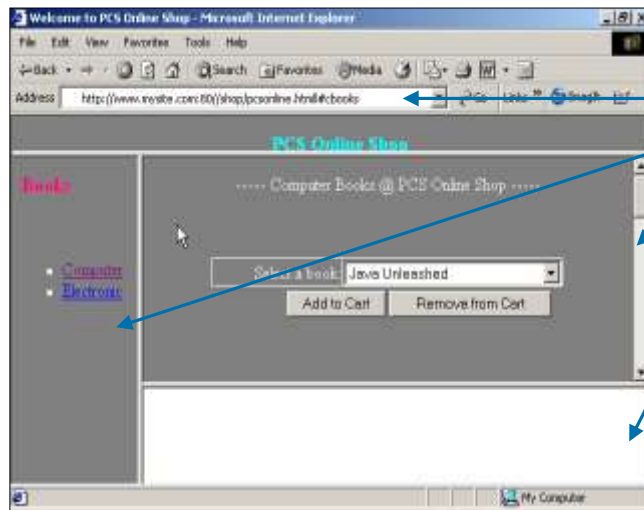 Welcome to PCS Online Shop - Microsoft Internet Explorer
File Edit View Favorites Tools Help
Back Search Favorites Media
Address http://www.mysite.com:80//shop/pcsonline.html#cbooks Go Links
PCS Online Shop
Books
----- Computer Books @ PCS Online Shop -----
Computer
Electronic
Select a book: Java Unleashed
Add to Cart Remove from Cart
My Computer